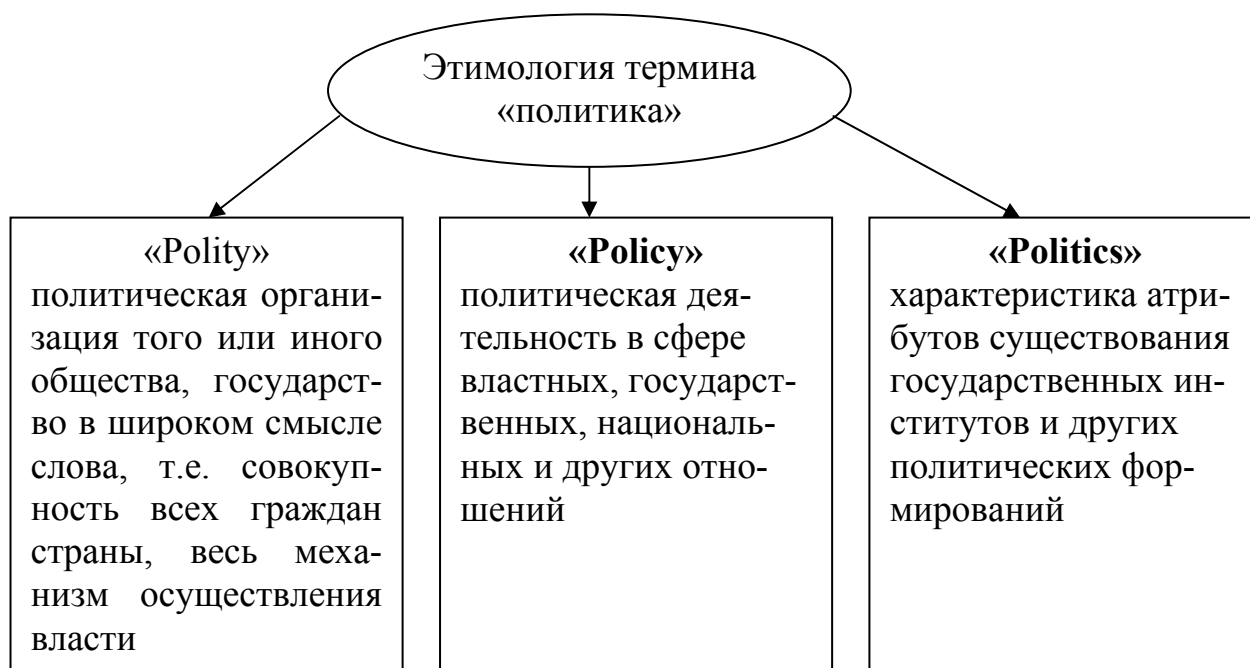 Этимология термина
«политика»
«Polity»
политическая органи-
зация того или иного
общества, государст-
во в широком смысле
слова, т.е. совокуп-
ность всех граждан
страны, весь меха-
низм осуществления
власти
«Policy»
политическая дея-
тельность в сфере
властных, государст-
венных, националь-
ных и других отно-
шений
«Politics»
характеристика атри-
бутов существования
государственных ин-
ститутов и других
политических фор-
мирований